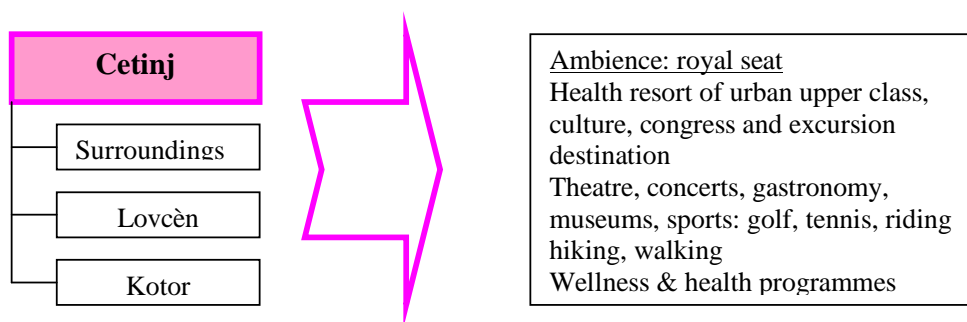 Cetinj
Surroundings
Lovcèn
Kotor
Ambience: royal seat
Health resort of urban upper class,
culture, congress and excursion
destination
Theatre, concerts, gastronomy,
museums, sports: golf, tennis, riding
hiking, walking
Wellness & health programmes